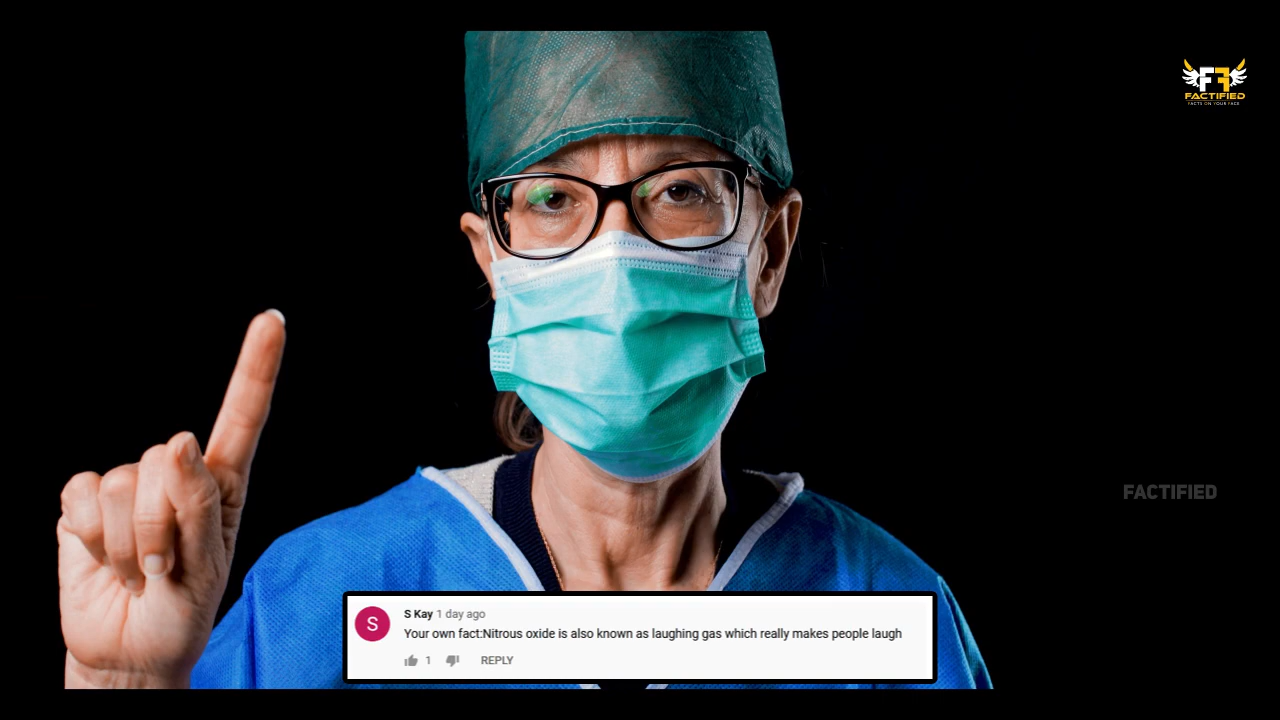 FF
FACTIFIED
FACTS ON YOUR FACE
FACTIFIED
S
S Kay 1 day ago
Your own fact:Nitrous oxide is also known as laughing gas which really makes people laugh
1
REPLY